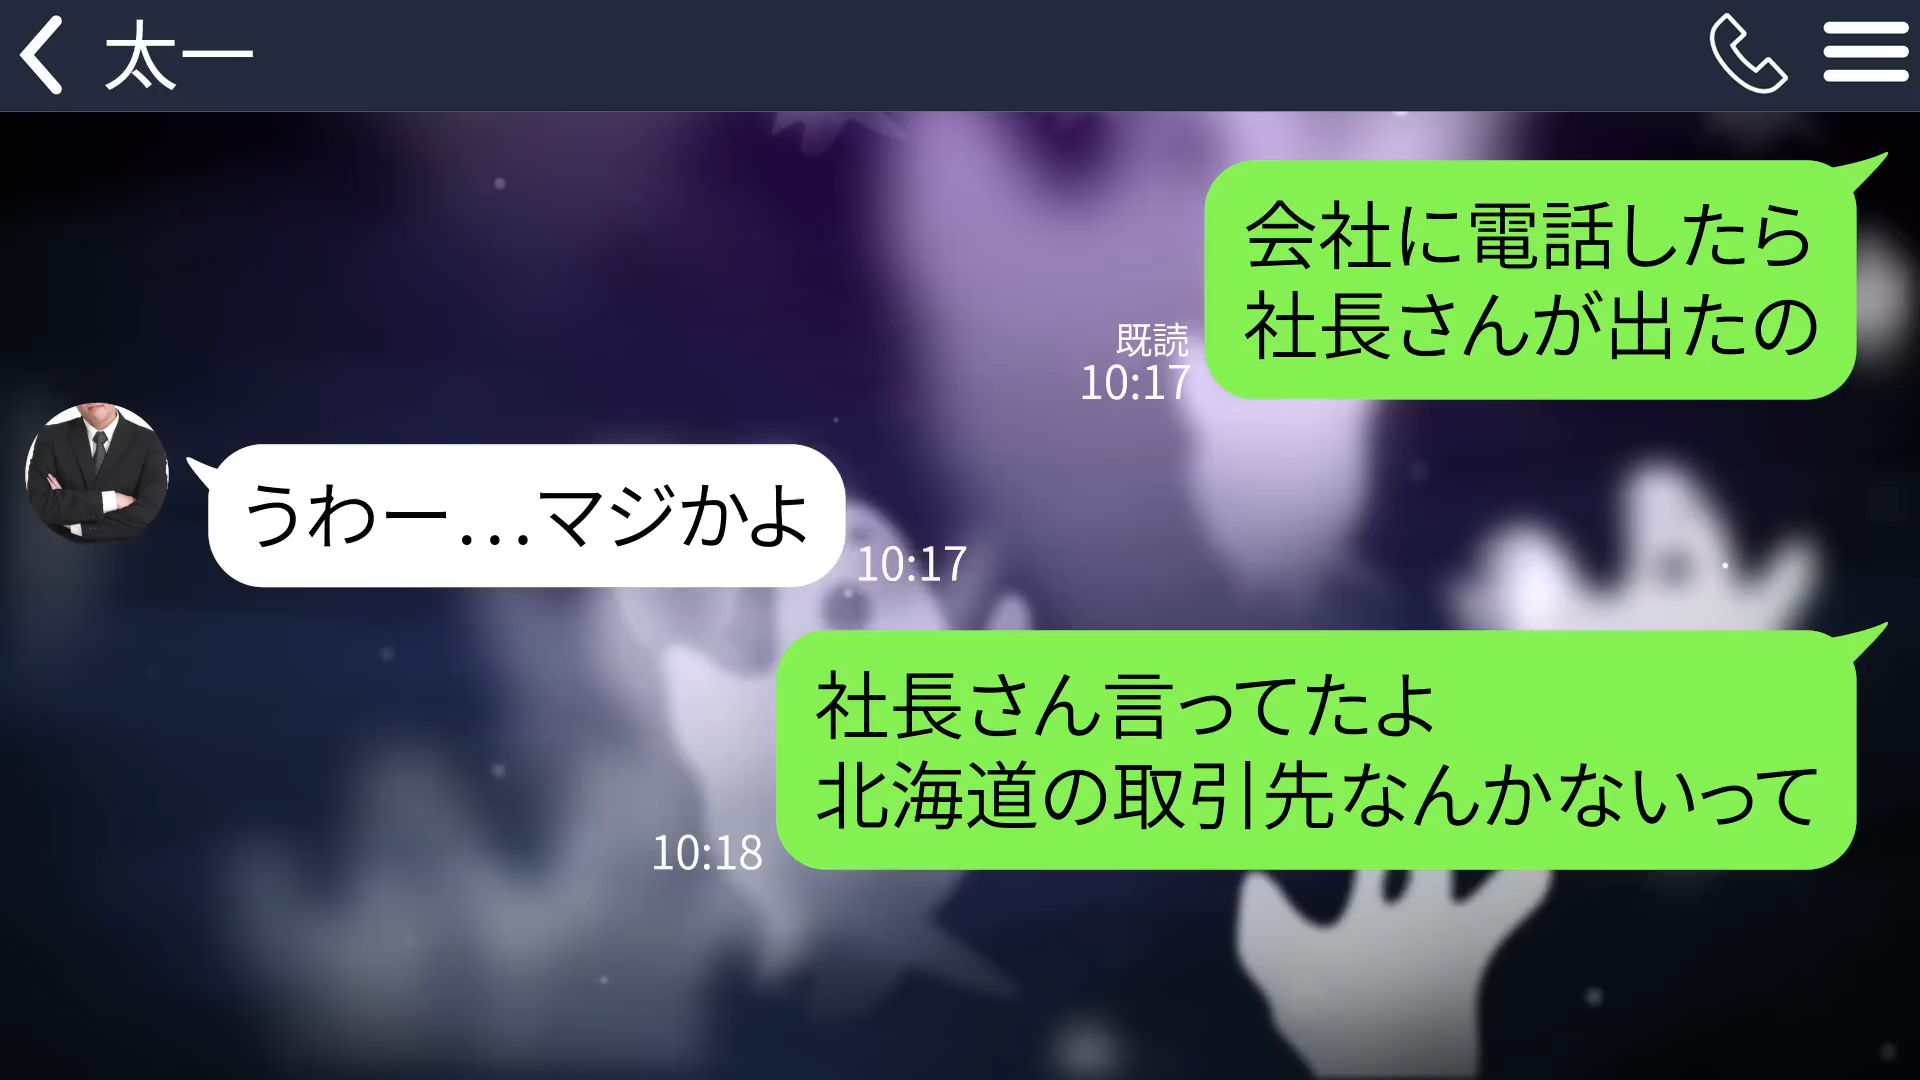 太一
会社に電話したら
社長さんが出たの
既読
10:17
うわー…マジかよ
10:17
社長さん言ってたよ
北海道の取引先なんかないって
10:18